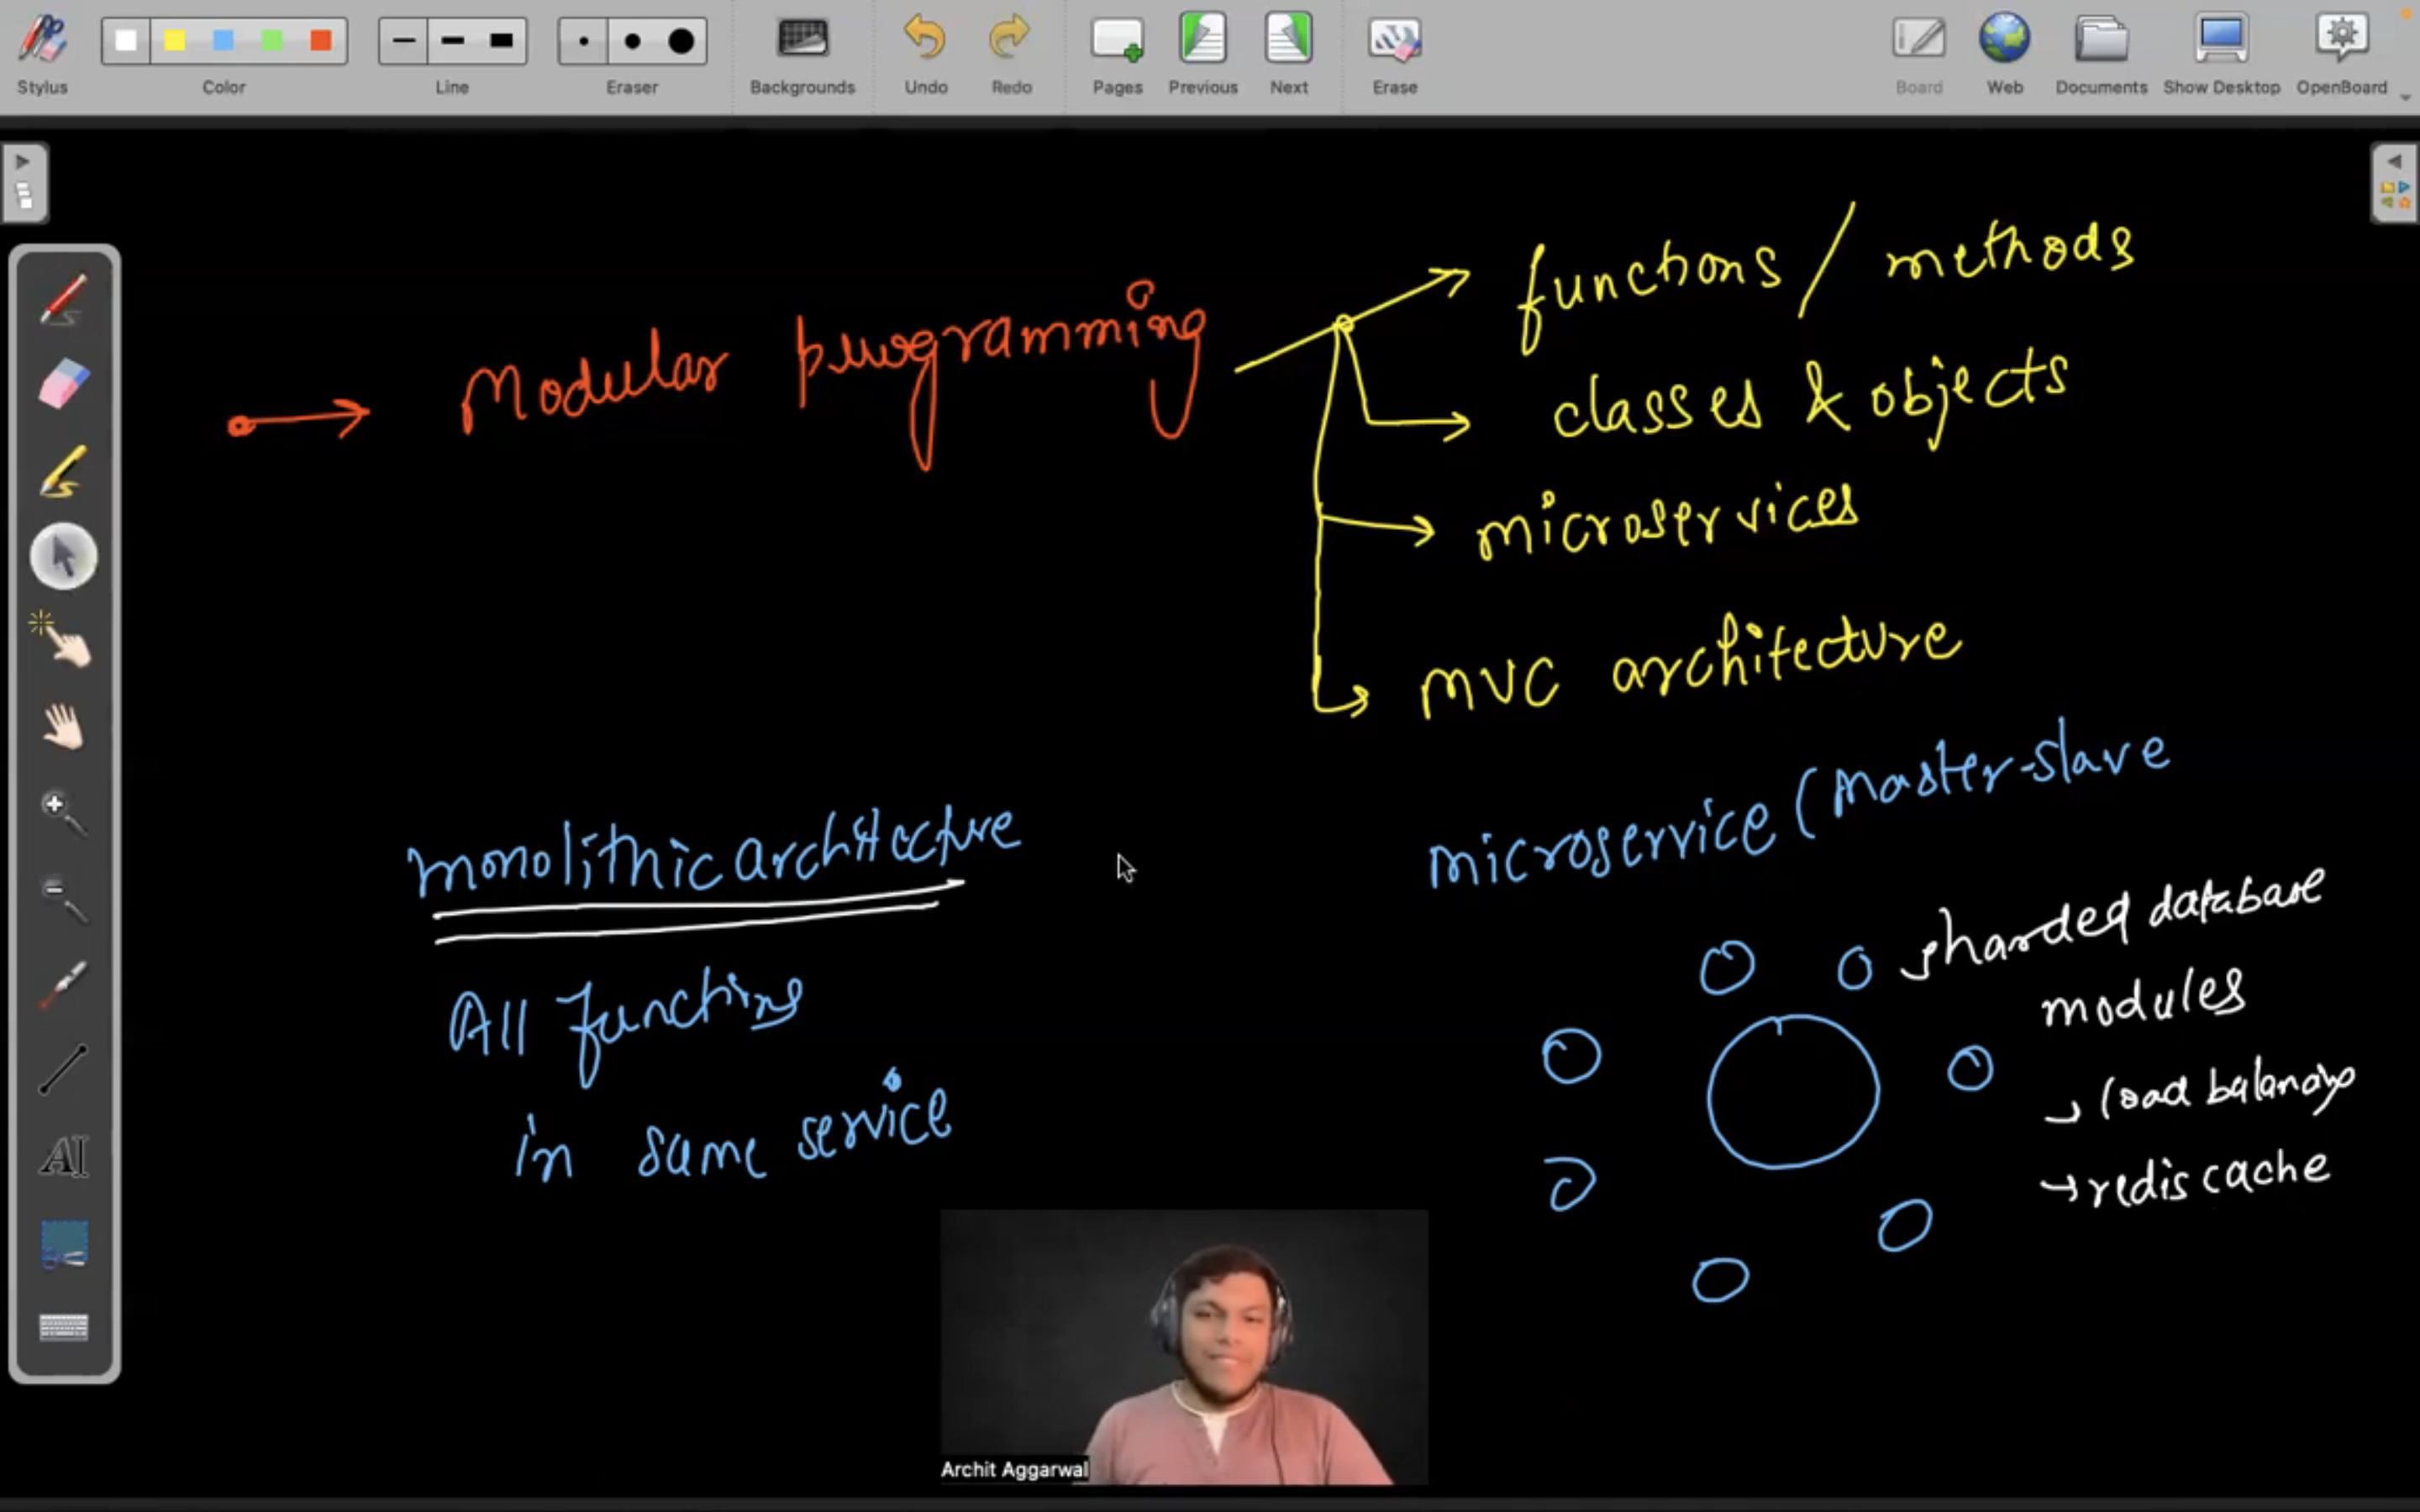 Stylus
Color
Line
Eraser
Backgrounds
Undo
Redo
Pages
Previous
Next
Erase
Board
Web
Documents
Show Desktop
OpenBoard
Modular programming
functions / methods
classes & objects
microservices
MVC architecture
monolithic architecture
All functions
in same service
microservice (Master-slave
sharded database
modules
load balancing
redis cache
AI
Archit Aggarwal